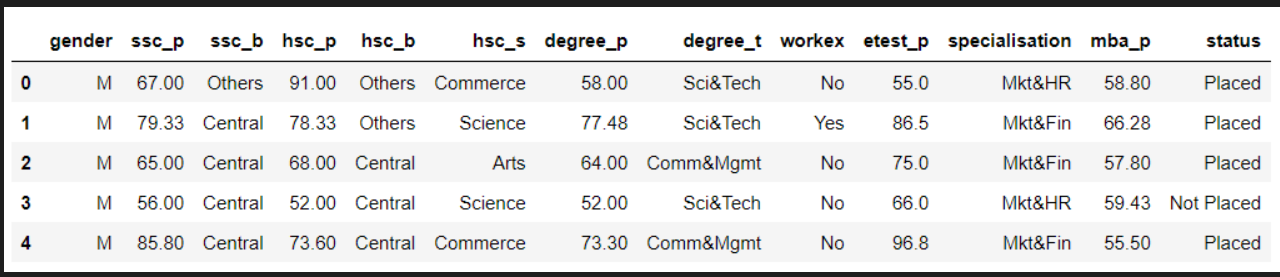 gender ssc_p ssc_b hsc_p hsc_b hsc_s degree_p degree_t workex etest_p specialisation mba_p status
0 M 67.00 Others 91.00 Others Commerce 58.00 Sci&Tech No 55.0 Mkt&HR 58.80 Placed
1 M 79.33 Central 78.33 Others Science 77.48 Sci&Tech Yes 86.5 Mkt&Fin 66.28 Placed
2 M 65.00 Central 68.00 Central Arts 64.00 Comm&Mgmt No 75.0 Mkt&Fin 57.80 Placed
3 M 56.00 Central 52.00 Central Science 52.00 Sci&Tech No 66.0 Mkt&HR 59.43 Not Placed
4 M 85.80 Central 73.60 Central Commerce 73.30 Comm&Mgmt No 96.8 Mkt&Fin 55.50 Placed